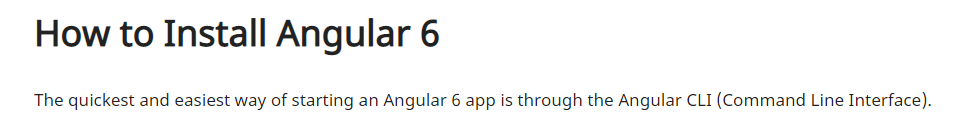 How to Install Angular 6
The quickest and easiest way of starting an Angular 6 app is through the Angular CLI (Command Line Interface).